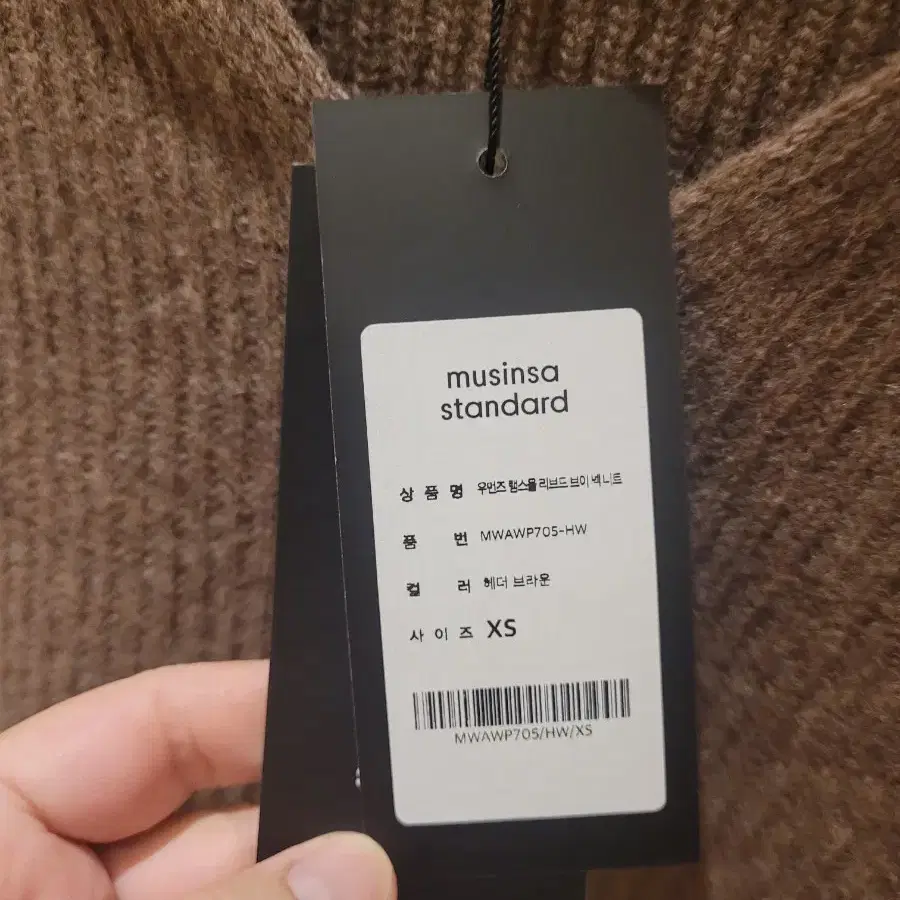 musinsa
standard
상품명 우먼즈 램스울 리브드 브이 넥 니트
품번 MWAWP705-HW
컬러 헤더 브라운
사이즈 XS
MWAWP705/HW/XS